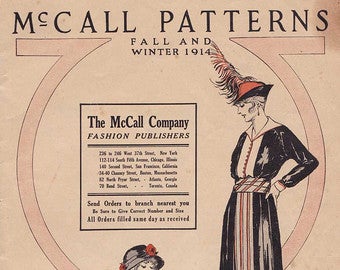 McCALL PATTERNS
FALL AND
WINTER 1914
The McCall Company
FASHION PUBLISHERS
236 to 246 West 37th Street, New York
112-114 South Fifth Avenue, Chicago, Illinois
140 Second Street, San Francisco, California
34-40 Chauncy Street, Boston, Massachusetts
82 North Pryor Street, - Atlanta, Georgia
70 Bond Street, - - Toronto, Canada
Send Orders to branch nearest you
Be Sure to Give Correct Number and Size
All Orders filled same day as received